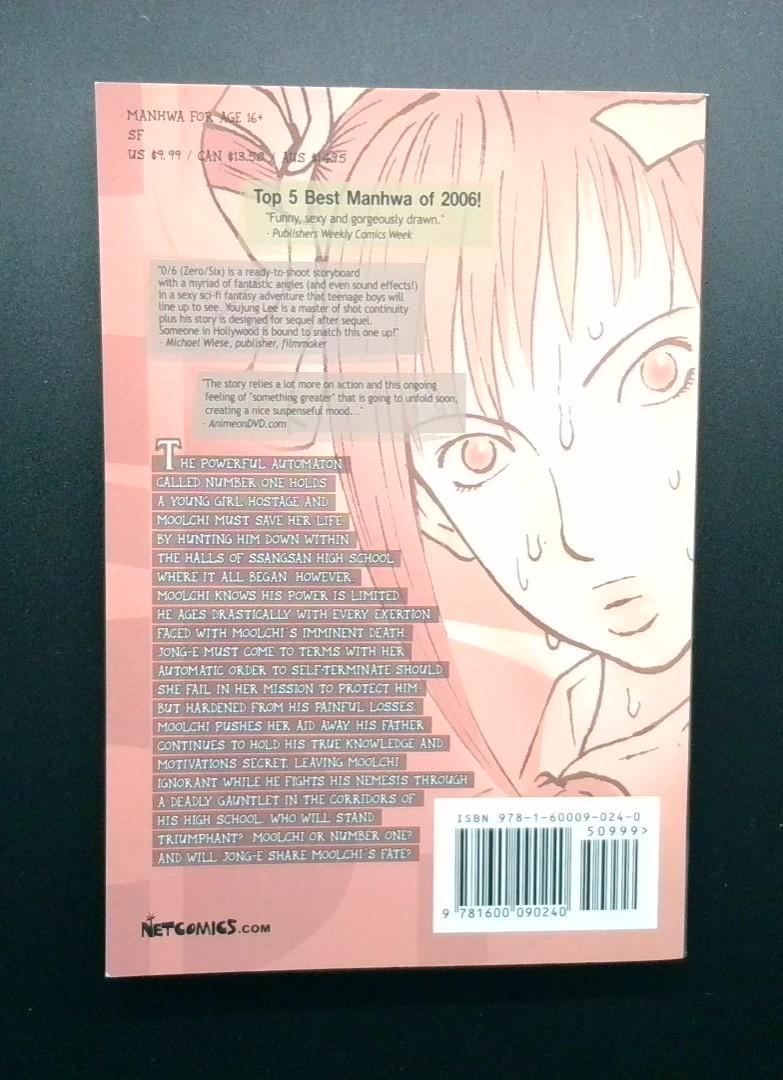 MANHWA FOR AGE 16+
SF
US $9.99 / CAN $13.50 / AUS $14.95
Top 5 Best Manhwa of 2006!
"Funny, sexy and gorgeously drawn."
- Publishers Weekly Comics Week
"0/6 (Zero/Six) is a ready-to-shoot storyboard
with a myriad of fantastic angles (and even sound effects!)
in a sexy sci-fi fantasy adventure that teenage boys will
line up to see. Youjung Lee is a master of shot continuity
plus his story is designed for sequel after sequel.
Someone in Hollywood is bound to snatch this one up!"
- Michael Wiese, publisher, filmmaker
"The story relies a lot more on action and this ongoing
feeling of "something greater" that is going to unfold soon,
creating a nice suspenseful mood..."
- AnimeonDVD.com
THE POWERFUL AUTOMATON
CALLED NUMBER ONE HOLDS
A YOUNG GIRL HOSTAGE AND
MOOLCHI MUST SAVE HER LIFE
BY HUNTING HIM DOWN WITHIN
THE HALLS OF SSANGSAN HIGH SCHOOL
WHERE IT ALL BEGAN. HOWEVER,
MOOLCHI KNOWS HIS POWER IS LIMITED.
HE AGES DRASTICALLY WITH EVERY EXERTION.
FACED WITH MOOLCHI'S IMMINENT DEATH,
JONG-E MUST COME TO TERMS WITH HER
AUTOMATIC ORDER TO SELF-TERMINATE SHOULD
SHE FAIL IN HER MISSION TO PROTECT HIM.
BUT HARDENED FROM HIS PAINFUL LOSSES,
MOOLCHI PUSHES HER AID AWAY. HIS FATHER
CONTINUES TO HOLD HIS TRUE KNOWLEDGE AND
MOTIVATIONS SECRET, LEAVING MOOLCHI
IGNORANT WHILE HE FIGHTS HIS NEMESIS THROUGH
A DEADLY GAUNTLET IN THE CORRIDORS OF
HIS HIGH SCHOOL. WHO WILL STAND
TRIUMPHANT? MOOLCHI OR NUMBER ONE?
AND WILL JONG-E SHARE MOOLCHI'S FATE?
ISBN 978-1-60009-024-0
50999>
9 781600 090240
NETCOMICS.COM